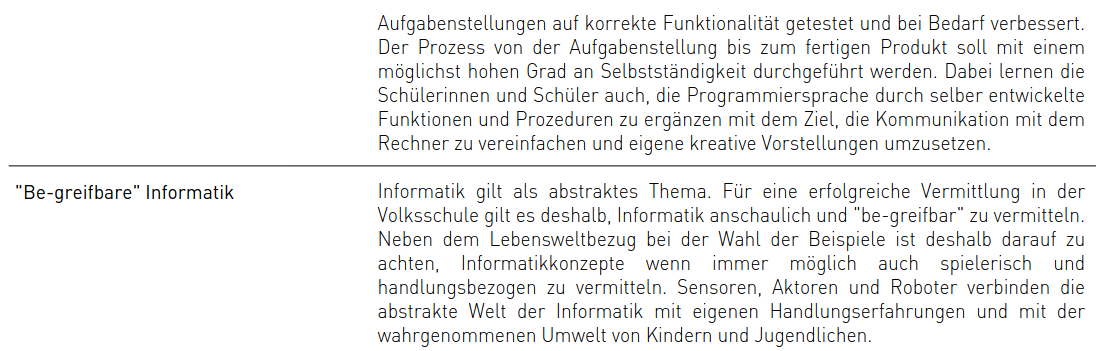 Aufgabenstellungen auf korrekte Funktionalität getestet und bei Bedarf verbessert.
Der Prozess von der Aufgabenstellung bis zum fertigen Produkt soll mit einem
möglichst hohen Grad an Selbstständigkeit durchgeführt werden. Dabei lernen die
Schülerinnen und Schüler auch, die Programmiersprache durch selber entwickelte
Funktionen und Prozeduren zu ergänzen mit dem Ziel, die Kommunikation mit dem
Rechner zu vereinfachen und eigene kreative Vorstellungen umzusetzen.
"Be-greifbare" Informatik
Informatik gilt als abstraktes Thema. Für eine erfolgreiche Vermittlung in der
Volksschule gilt es deshalb, Informatik anschaulich und "be-greifbar" zu vermitteln.
Neben dem Lebensweltbezug bei der Wahl der Beispiele ist deshalb darauf zu
achten, Informatikkonzepte wenn immer möglich auch spielerisch und
handlungsbezogen zu vermitteln. Sensoren, Aktoren und Roboter verbinden die
abstrakte Welt der Informatik mit eigenen Handlungserfahrungen und mit der
wahrgenommenen Umwelt von Kindern und Jugendlichen.